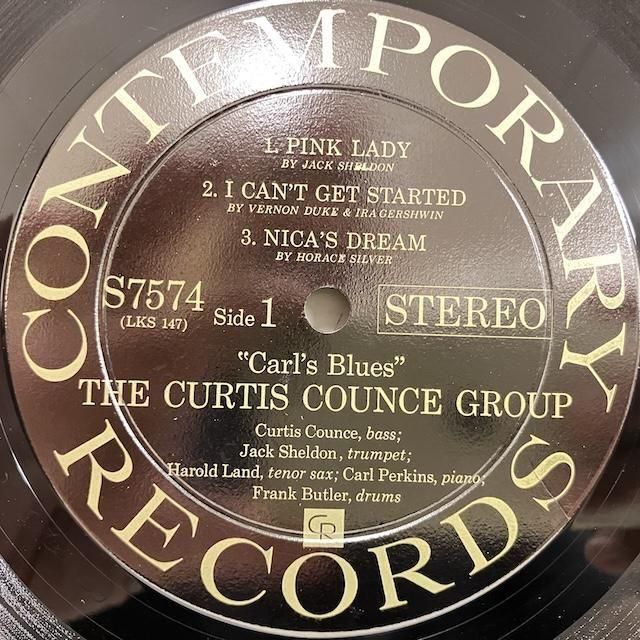 CONTEMPORARY
1. PINK LADY
BY JACK SHELDON
2. I CAN'T GET STARTED
BY VERNON DUKE & IRA GERSHWIN
3. NICA'S DREAM
BY HORACE SILVER
S7574
(LKS 147)
Side 1
STEREO
"Carl's Blues"
THE CURTIS COUNCE GROUP
Curtis Counce, bass;
Jack Sheldon, trumpet;
Harold Land, tenor sax; Carl Perkins, piano;
Frank Butler, drums
CR
RECORDS